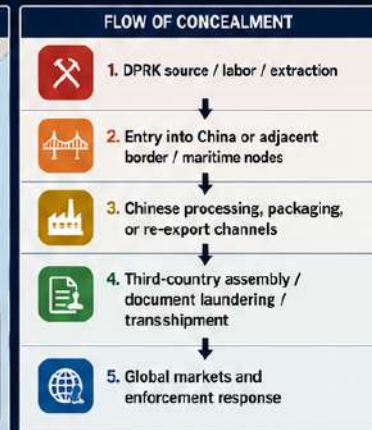 FLOW OF CONCEALMENT
1. DPRK source / labor / extraction
2. Entry into China or adjacent
border / maritime nodes
3. Chinese processing, packaging,
or re-export channels
4. Third-country assembly /
document laundering /
transshipment
5. Global markets and
enforcement response